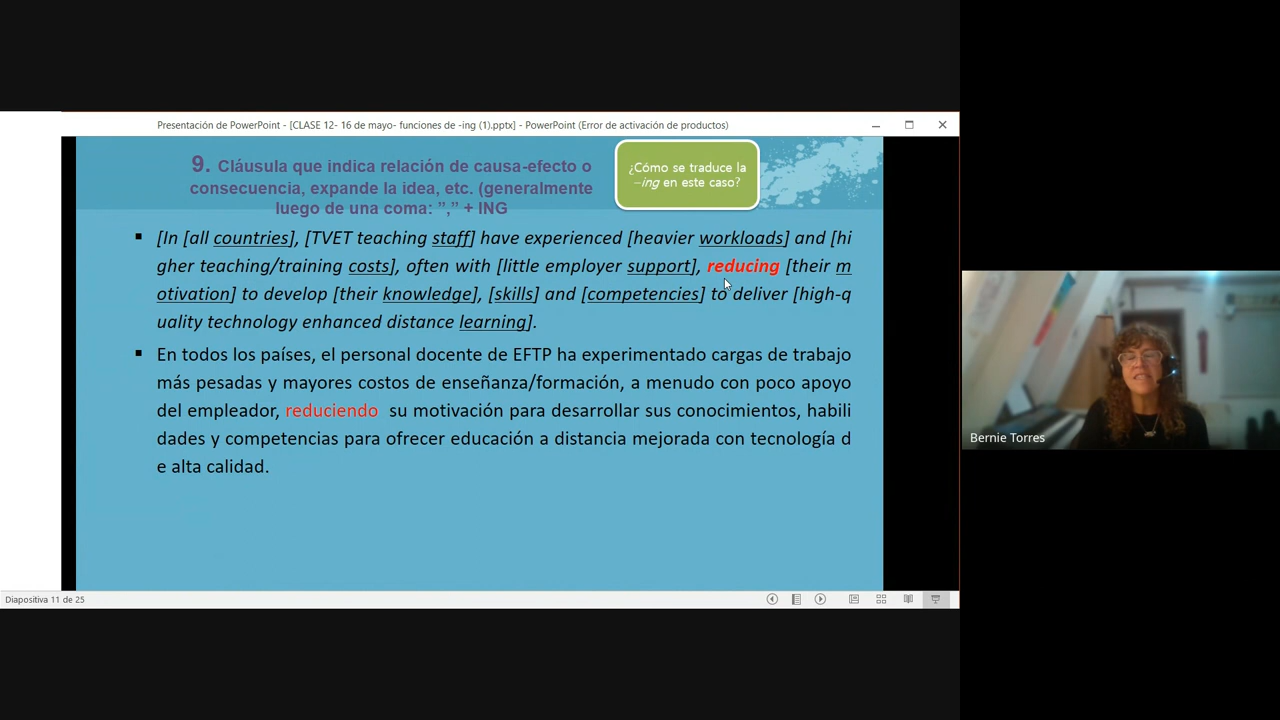 Presentación de PowerPoint - [CLASE 12- 16 de mayo- funciones de -ing (1).pptx] - PowerPoint (Error de activación de productos)
9. Cláusula que indica relación de causa-efecto o
consecuencia, expande la idea, etc. (generalmente
luego de una coma: ”,” + ING
¿Cómo se traduce la
–ing en este caso?
▪ [In [all countries], [TVET teaching staff] have experienced [heavier workloads] and [hi
gher teaching/training costs], often with [little employer support], reducing [their m
otivation] to develop [their knowledge], [skills] and [competencies] to deliver [high-q
uality technology enhanced distance learning].
▪ En todos los países, el personal docente de EFTP ha experimentado cargas de trabajo
más pesadas y mayores costos de enseñanza/formación, a menudo con poco apoyo
del empleador, reduciendo su motivación para desarrollar sus conocimientos, habili
dades y competencias para ofrecer educación a distancia mejorada con tecnología d
e alta calidad.
Bernie Torres
Diapositiva 11 de 25